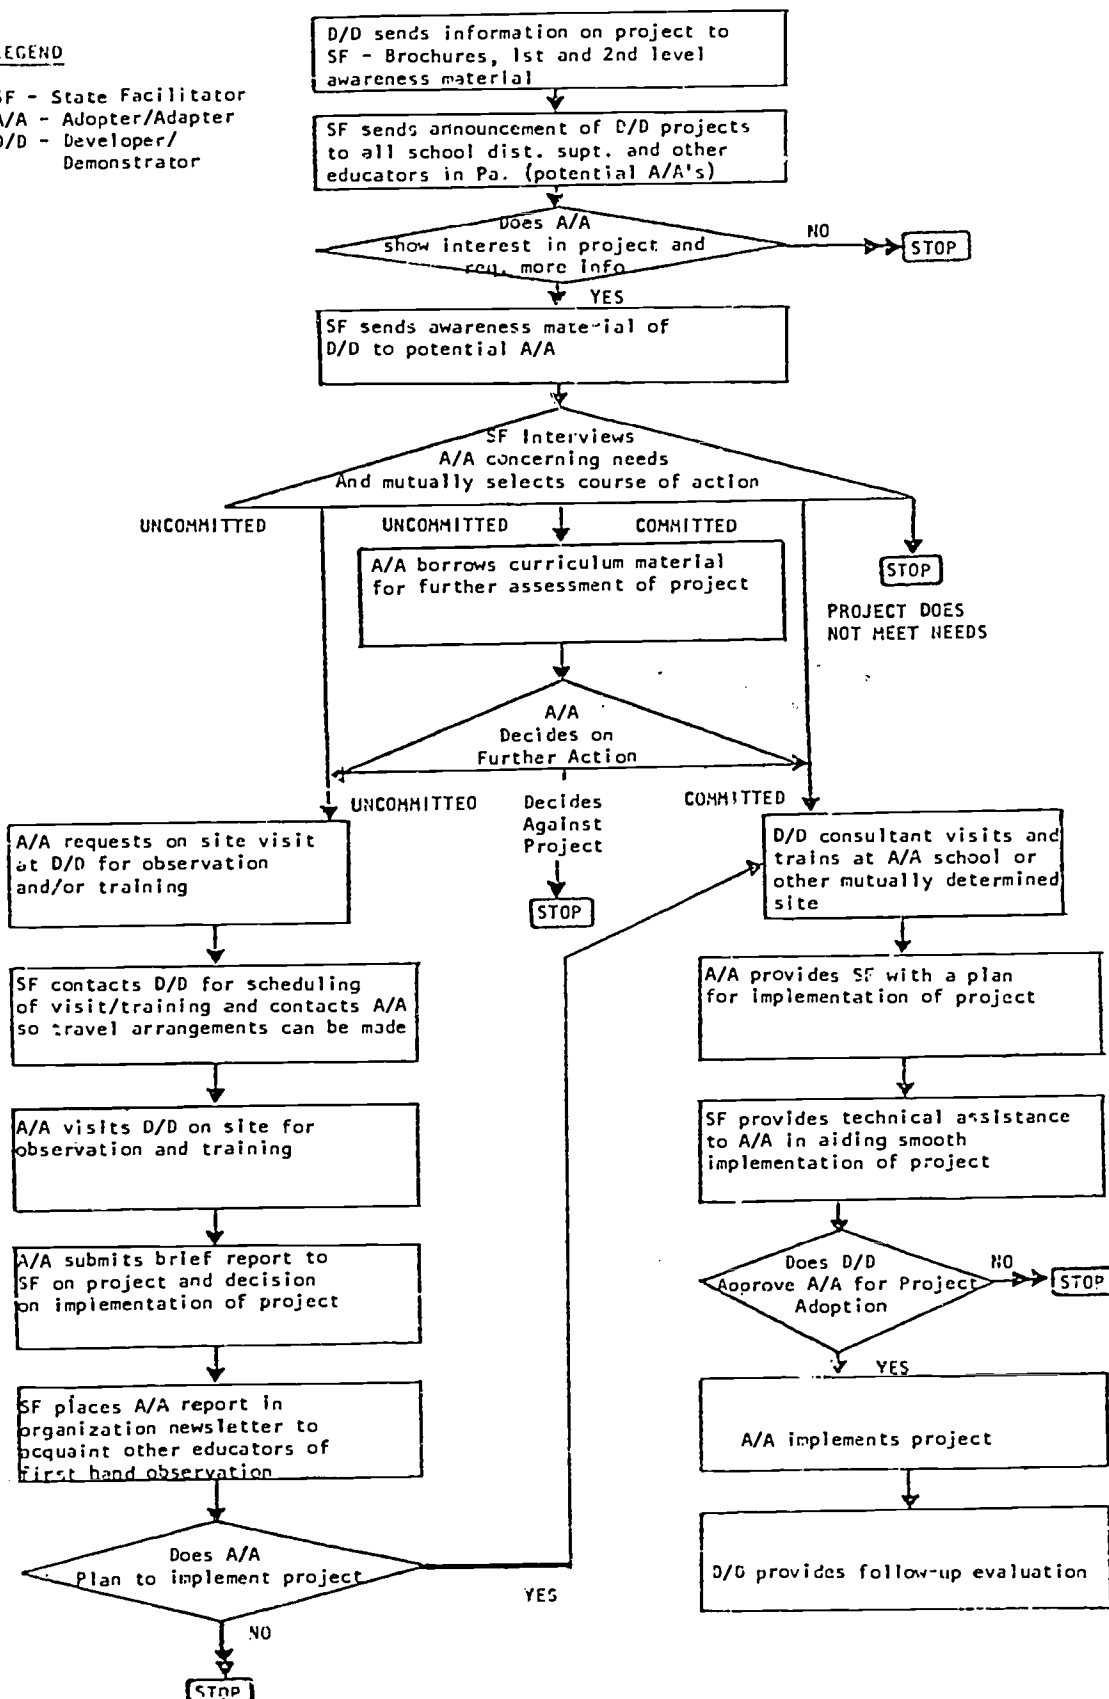 LEGEND
SF - State Facilitator
A/A - Adopter/Adapter
D/D - Developer/
Demonstrator
D/D sends information on project to
SF - Brochures, 1st and 2nd level
awareness material
SF sends announcement of D/D projects
to all school dist. supt. and other
educators in Pa. (potential A/A's)
Does A/A
show interest in project and
req. more info
NO
STOP
YES
SF sends awareness material of
D/D to potential A/A
SF Interviews
A/A concerning needs
And mutually selects course of action
UNCOMMITTED
UNCOMMITTED
COMMITTED
A/A borrows curriculum material
for further assessment of project
STOP
PROJECT DOES
NOT MEET NEEDS
A/A
Decides on
Further Action
UNCOMMITTED
Decides
Against
Project
STOP
COMMITTED
A/A requests on site visit
at D/D for observation
and/or training
SF contacts D/D for scheduling
of visit/training and contacts A/A
so travel arrangements can be made
A/A visits D/D on site for
observation and training
A/A submits brief report to
SF on project and decision
on implementation of project
SF places A/A report in
organization newsletter to
acquaint other educators of
first hand observation
Does A/A
Plan to implement project
YES
NO
STOP
D/D consultant visits and
trains at A/A school or
other mutually determined
site
A/A provides SF with a plan
for implementation of project
SF provides technical assistance
to A/A in aiding smooth
implementation of project
Does D/D
Approve A/A for Project
Adoption
NO
STOP
YES
A/A implements project
D/D provides follow-up evaluation